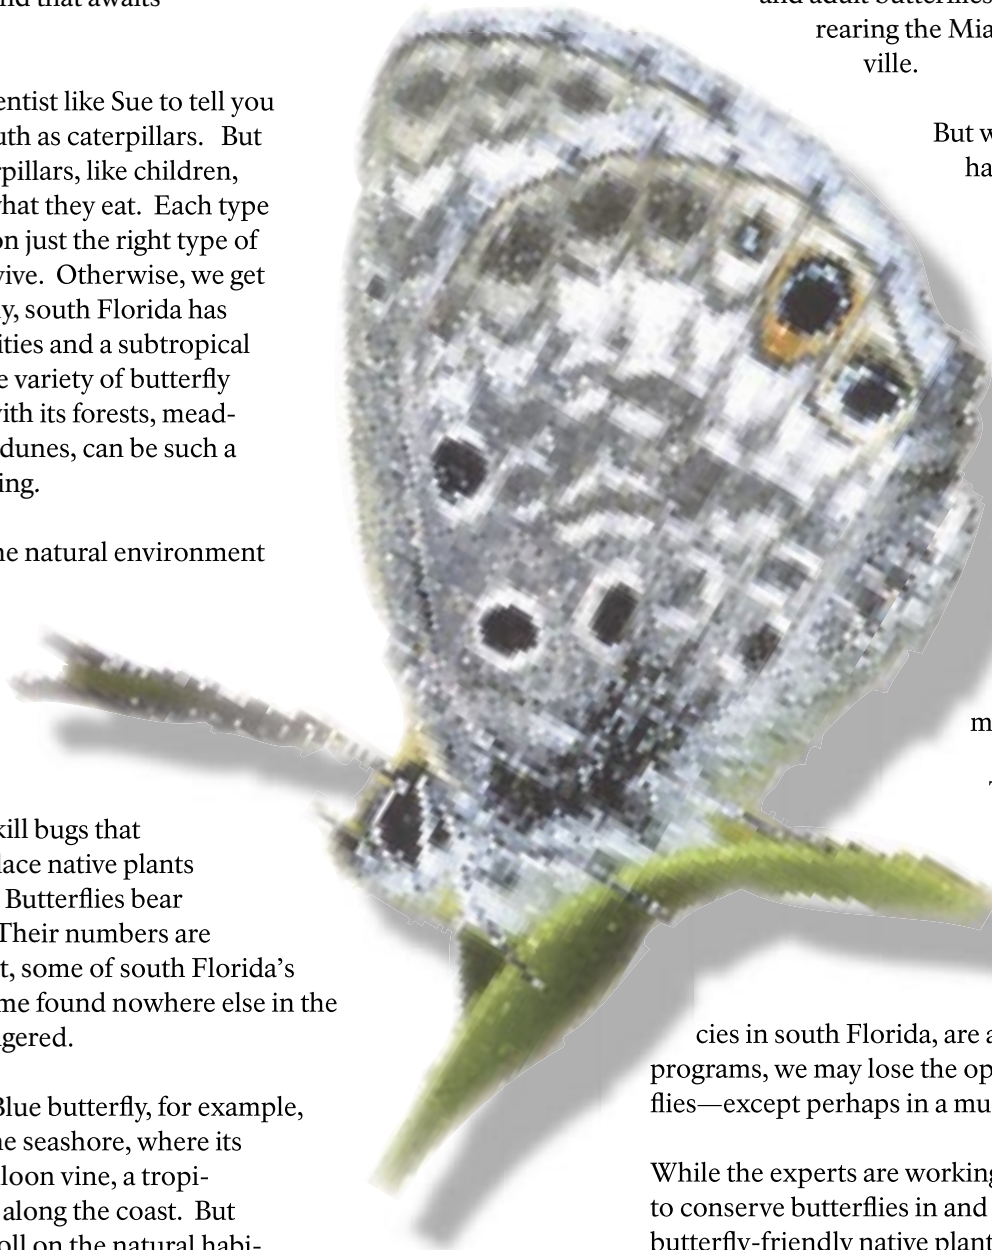 and that awaits
entist like Sue to tell you
uth as caterpillars. But
rpillars, like children,
what they eat. Each type
on just the right type of
vive. Otherwise, we get
ly, south Florida has
ities and a subtropical
e variety of butterfly
with its forests, mead-
dunes, can be such a
ing.
he natural environment
kill bugs that
lace native plants
Butterflies bear
Their numbers are
t, some of south Florida's
me found nowhere else in the
gered.
Blue butterfly, for example,
he seashore, where its
lloon vine, a tropi-
along the coast. But
oll on the natural habi-
and adult butterflies
rearing the Mia
ville.
But w
ha
m
cies in south Florida, are a
programs, we may lose the op
flies—except perhaps in a mu
While the experts are working
to conserve butterflies in and
butterfly-friendly native plant